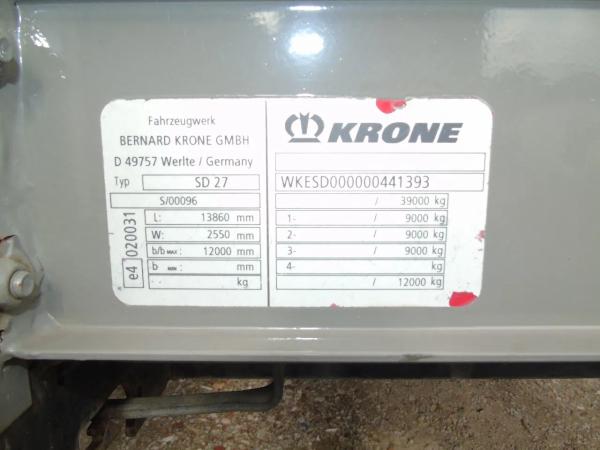 Fahrzeugwerk
BERNARD KRONE GMBH
D 49757 Werlte / Germany
Typ SD 27
S/00096
e4 020031
L: 13860 mm
W: 2550 mm
b/b MAX : 12000 mm
b MIN : mm
. . kg
KRONE
WKESD000000441393
/ 39000 kg
1- / 9000 kg
2- / 9000 kg
3- / 9000 kg
4- kg
/ 12000 kg